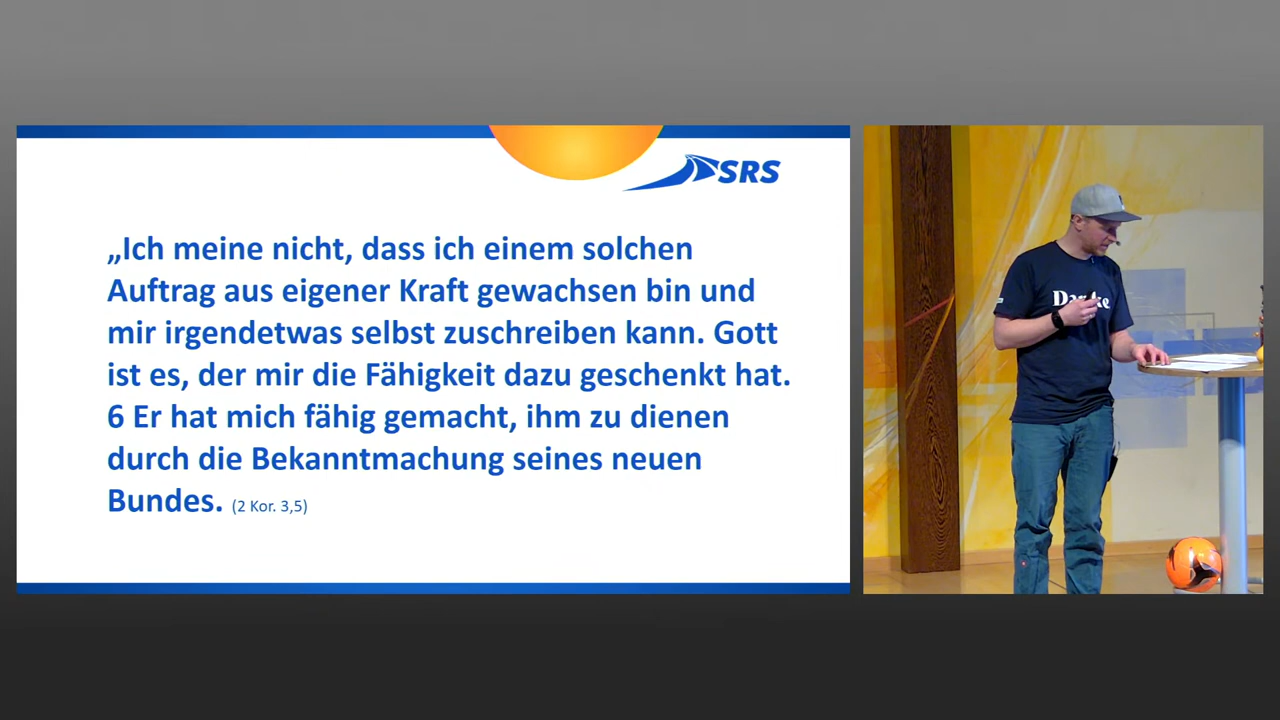 SRS
„Ich meine nicht, dass ich einem solchen
Auftrag aus eigener Kraft gewachsen bin und
mir irgendetwas selbst zuschreiben kann. Gott
ist es, der mir die Fähigkeit dazu geschenkt hat.
6 Er hat mich fähig gemacht, ihm zu dienen
durch die Bekanntmachung seines neuen
Bundes. (2 Kor. 3,5)